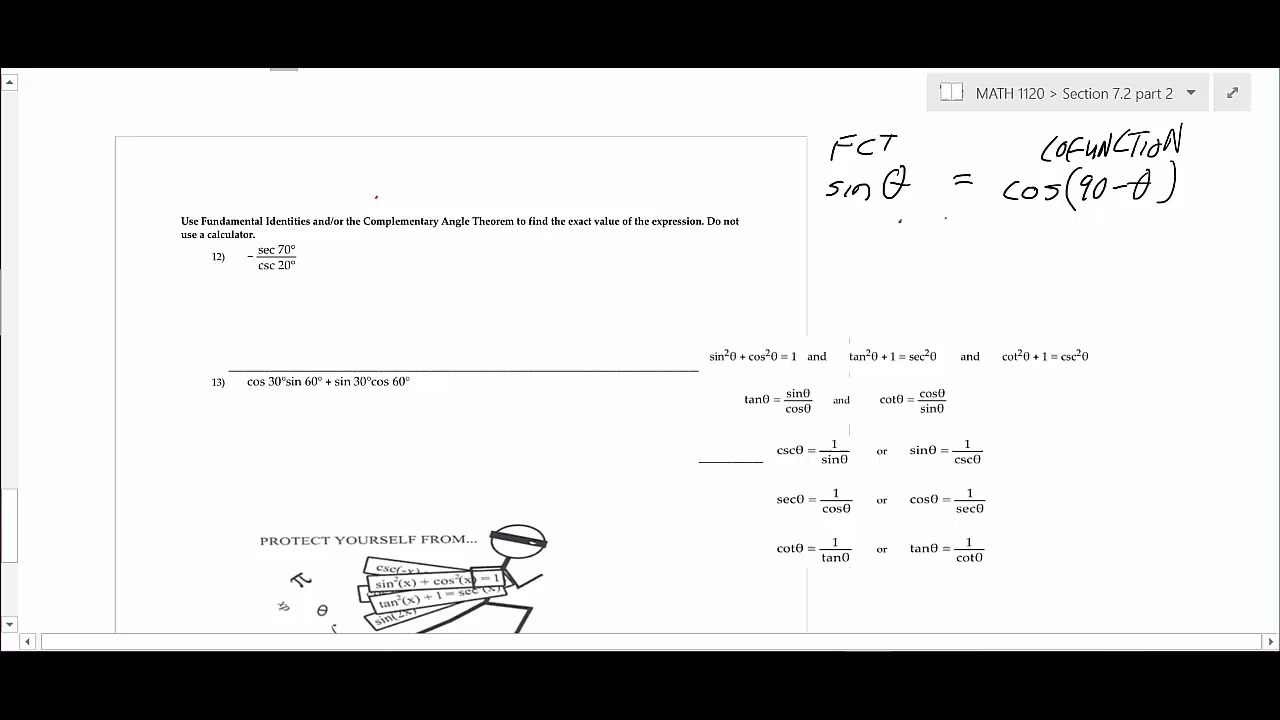 MATH 1120 > Section 7.2 part 2
FCT COFUNCTION
sin θ = cos(90-θ)
Use Fundamental Identities and/or the Complementary Angle Theorem to find the exact value of the expression. Do not
use a calculator.
12) - sec 70° / csc 20°
sin²θ + cos²θ = 1 and tan²θ + 1 = sec²θ and cot²θ + 1 = csc²θ
13) cos 30°sin 60° + sin 30°cos 60°
tanθ = sinθ / cosθ and cotθ = cosθ / sinθ
cscθ = 1 / sinθ or sinθ = 1 / cscθ
secθ = 1 / cosθ or cosθ = 1 / secθ
cotθ = 1 / tanθ or tanθ = 1 / cotθ
PROTECT YOURSELF FROM...
π
θ
sin²(x) + cos²(x) = 1
tan²(x) + 1 = sec²(x)
sin(2x)